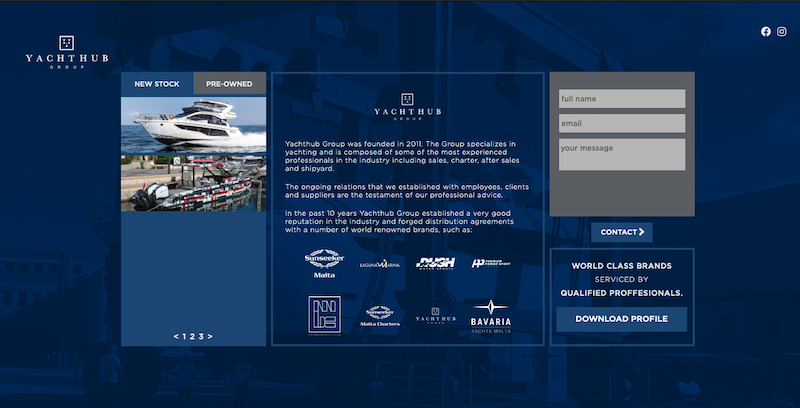 YACHTHUB
GROUP
NEW STOCK
PRE-OWNED
< 1 2 3 >
YACHTHUB
GROUP
Yachthub Group was founded in 2011. The Group specializes in
yachting and is composed of some of the most experienced
professionals in the industry including sales, charter, after sales
and shipyard.
The ongoing relations that we established with employees, clients
and suppliers are the testament of our professional advice.
In the past 10 years Yachthub Group established a very good
reputation in the industry and forged distribution agreements
with a number of world renowned brands, such as:
Sunseeker
Malta
LAGUNA MARINA
PUSH
WATER SPORTS
PREMIUM
POWER SPORT
Sunseeker
Malta Charters
YACHTHUB
GROUP
BAVARIA
YACHTS MALTA
full name
email
your message
CONTACT >
WORLD CLASS BRANDS
SERVICED BY
QUALIFIED PROFFESIONALS.
DOWNLOAD PROFILE